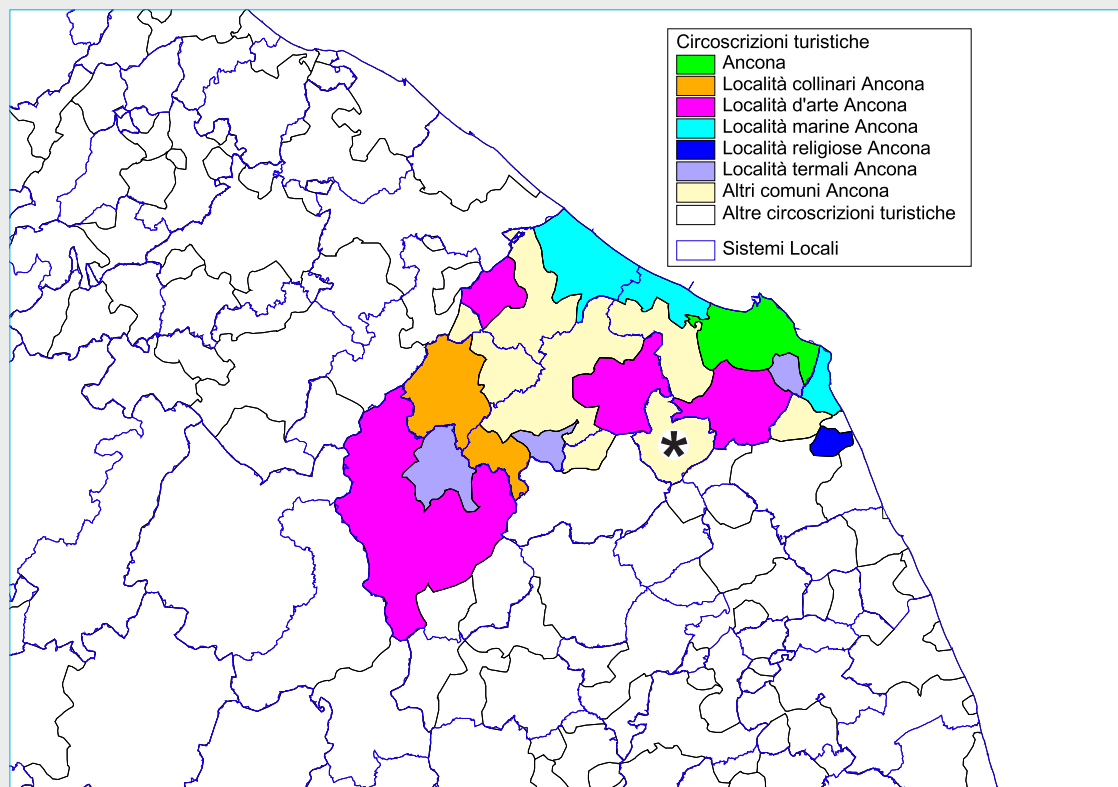 Circoscrizioni turistiche
Ancona
Località collinari Ancona
Località d'arte Ancona
Località marine Ancona
Località religiose Ancona
Località termali Ancona
Altri comuni Ancona
Altre circoscrizioni turistiche
Sistemi Locali
*